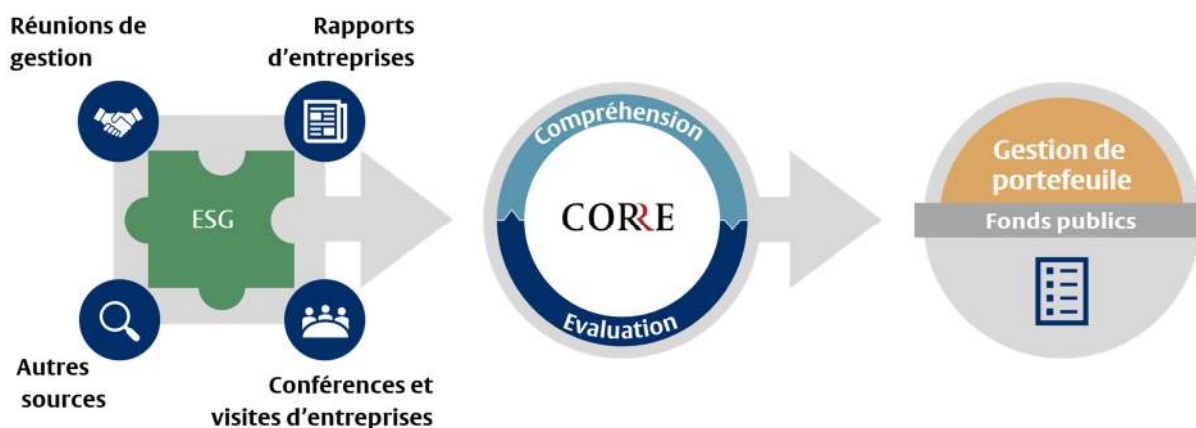 Réunions de
gestion
Rapports
d'entreprises
ESG
Autres
sources
Conférences et
visites d'entreprises
Compréhension
CORRE
Evaluation
Gestion de
portefeuile
Fonds publics